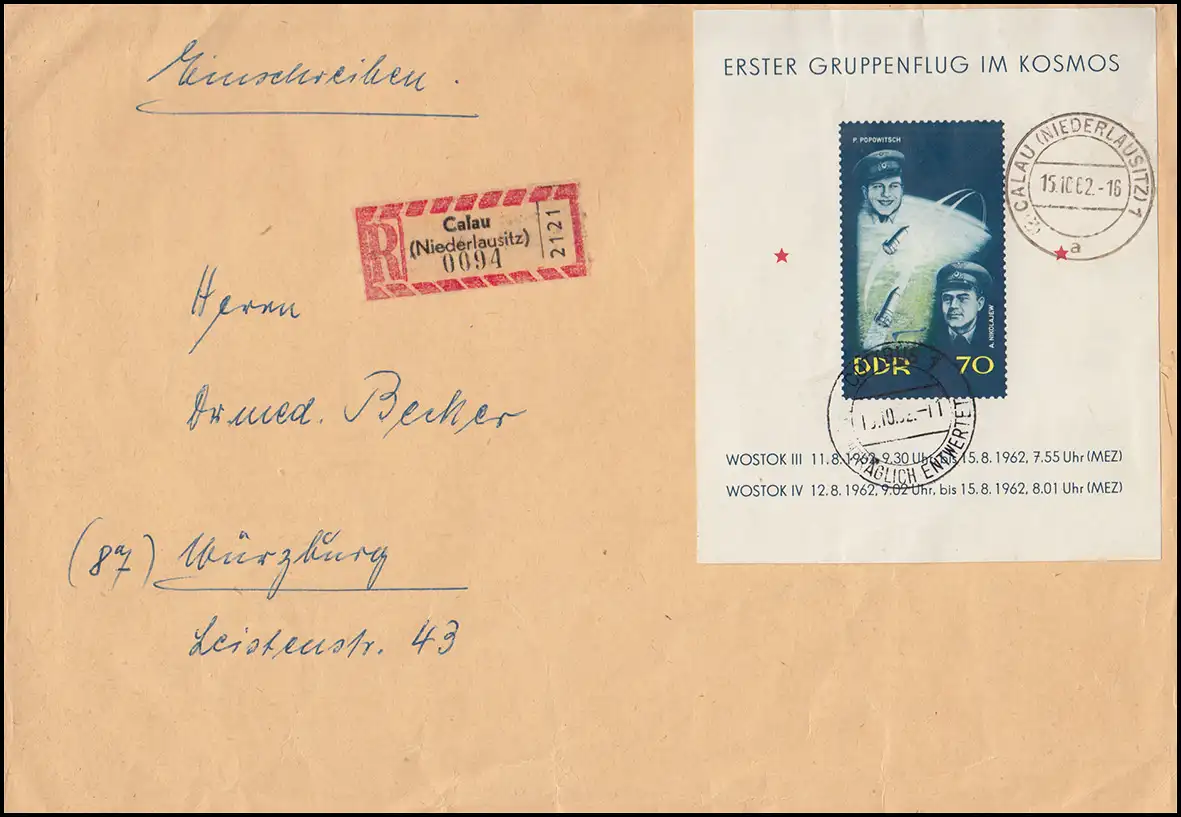 Einschreiben.
ERSTER GRUPPENFLUG IM KOSMOS
P. POPOWITSCH
CALAU (NIEDERLAUSITZ) 1
15.10.62.-16
a
R
Calau
(Niederlausitz)
0094
2121
A. NIKOLAJEW
DDR 70
Herrn
Dr med. Becker
ENTWERTET
WOSTOK III 11.8.1962, 9.30 Uhr, bis 15.8.1962, 7.55 Uhr (MEZ)
WOSTOK IV 12.8.1962, 9.02 Uhr, bis 15.8.1962, 8.01 Uhr (MEZ)
(87) Würzburg
Leistenstr. 43